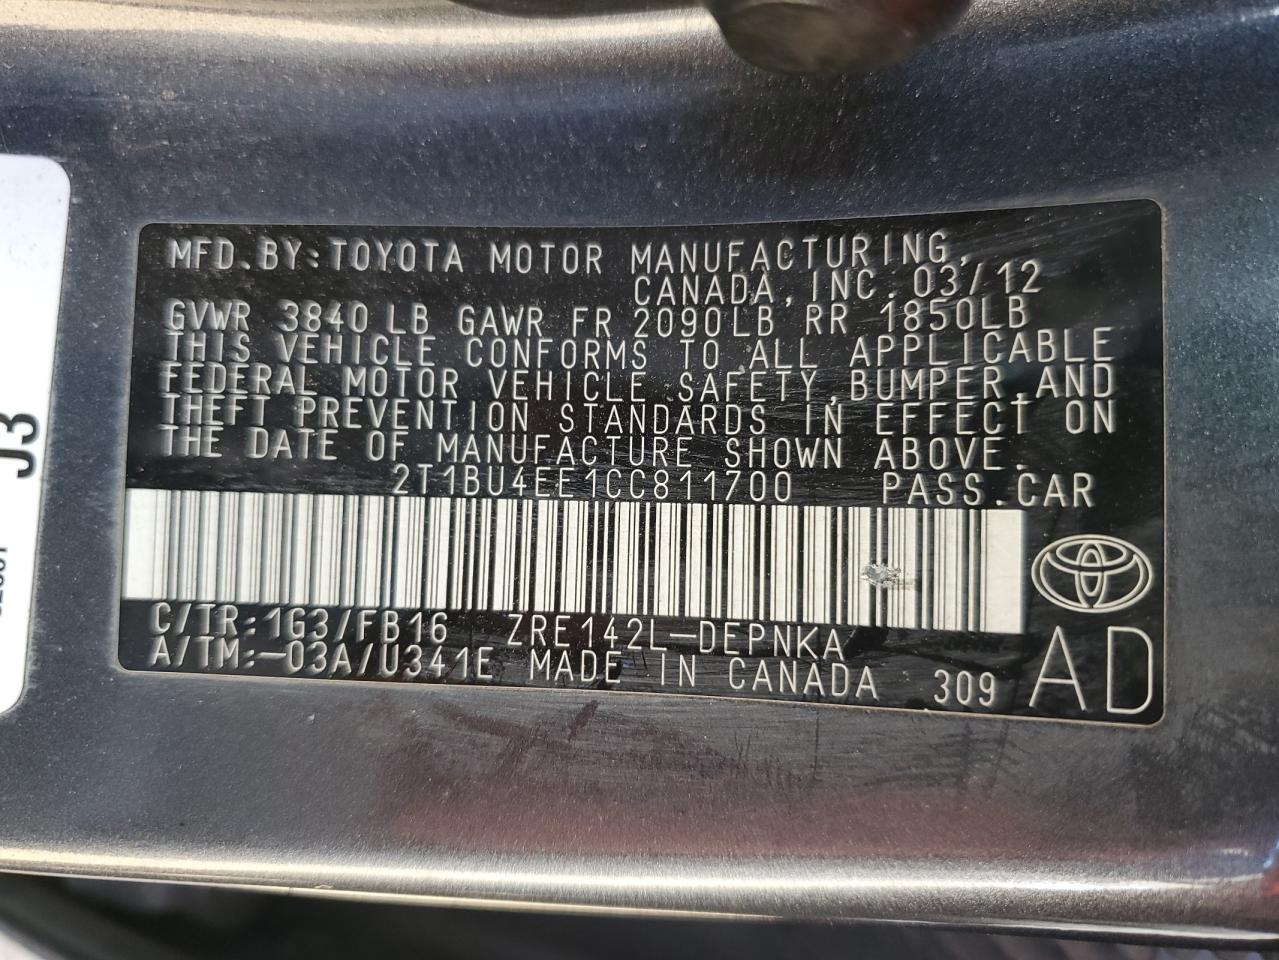 MFD.BY:TOYOTA MOTOR MANUFACTURING,
CANADA,INC.03/12
GVWR 3840LB GAWR FR 2090LB RR 1850LB
THIS VEHICLE CONFORMS TO ALL APPLICABLE
FEDERAL MOTOR VEHICLE SAFETY,BUMPER,AND
THEFT PREVENTION STANDARDS IN EFFECT ON
THE DATE OF MANUFACTURE SHOWN ABOVE.
2T1BU4EE1CC811700 PASS.CAR
C/TR:1G3/FB16 ZRE142L-DEPNKA
A/TM:-03A/U341E MADE IN CANADA 309 AD
J3